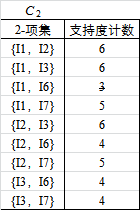 C2
2-项集 支持度计数
{I1，I2} 6
{I1，I3} 6
{I1，I6} 3
{I1，I7} 5
{I2，I3} 6
{I2，I6} 4
{I2，I7} 5
{I3，I6} 4
{I3，I7} 4